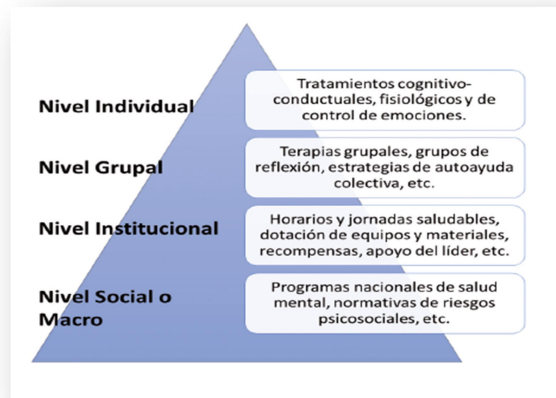 Nivel Individual
Tratamientos cognitivo-
conductuales, fisiológicos y de
control de emociones.
Nivel Grupal
Terapias grupales, grupos de
reflexión, estrategias de autoayuda
colectiva, etc.
Nivel Institucional
Horarios y jornadas saludables,
dotación de equipos y materiales,
recompensas, apoyo del líder, etc.
Nivel Social o
Macro
Programas nacionales de salud
mental, normativas de riesgos
psicosociales, etc.